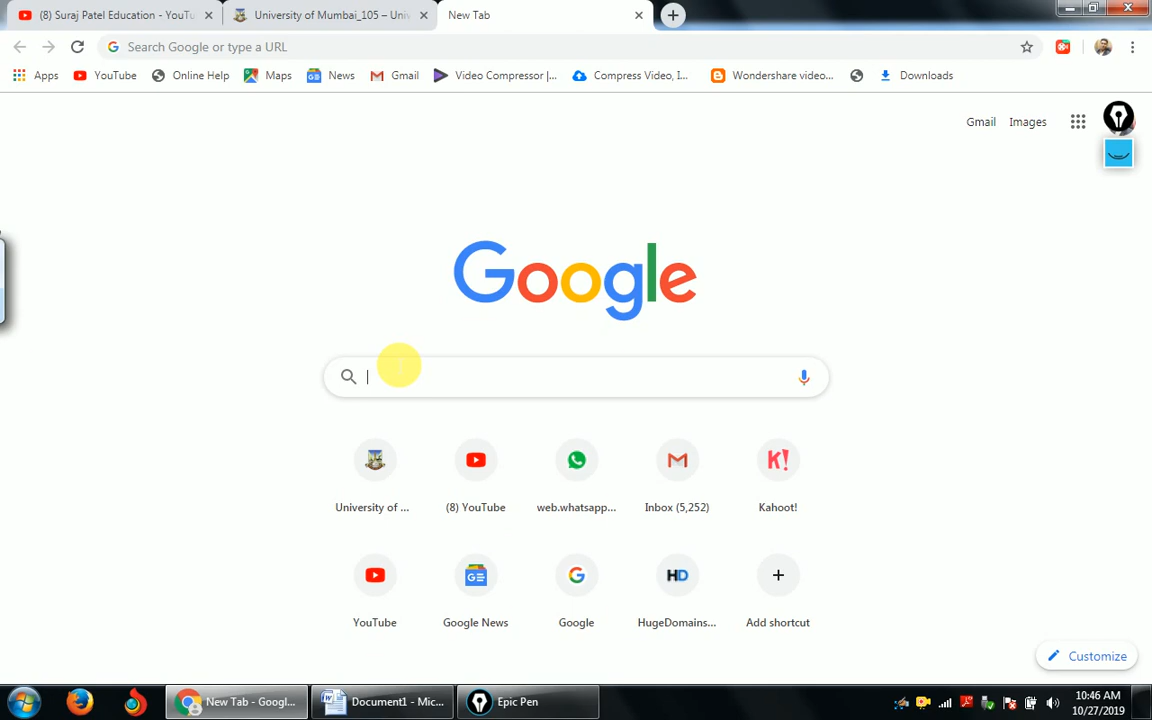 (8) Suraj Patel Education - YouTu
University of Mumbai_105 – Univ
New Tab
Search Google or type a URL
Apps
YouTube
Online Help
Maps
News
Gmail
Video Compressor |...
Compress Video, I...
Wondershare video...
Downloads
Gmail
Images
Google
University of ...
(8) YouTube
web.whatsapp...
Inbox (5,252)
K!
Kahoot!
YouTube
Google News
Google
HD
HugeDomains...
Add shortcut
Customize
New Tab - Googl...
Document1 - Mic...
Epic Pen
10:46 AM
10/27/2019